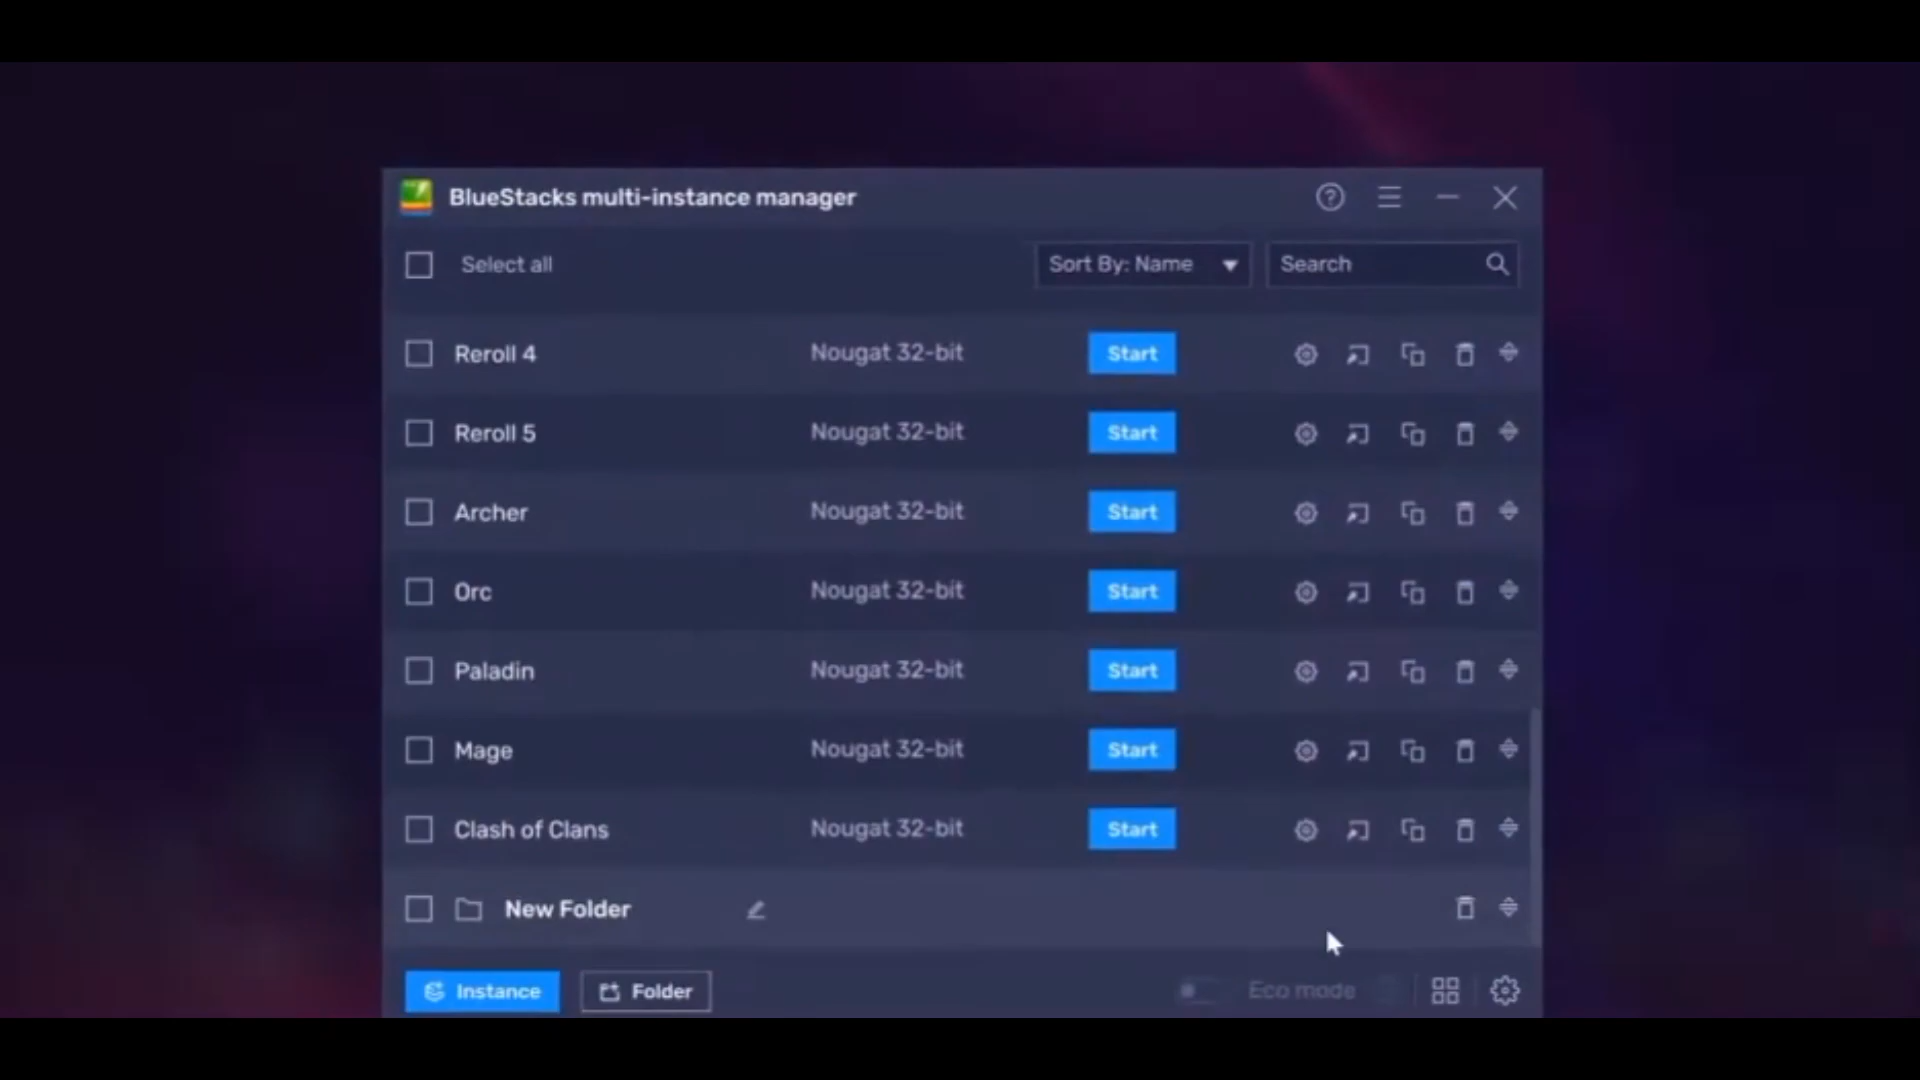 BlueStacks multi-instance manager
Select all
Sort By: Name
Search
Reroll 4 Nougat 32-bit Start
Reroll 5 Nougat 32-bit Start
Archer Nougat 32-bit Start
Orc Nougat 32-bit Start
Paladin Nougat 32-bit Start
Mage Nougat 32-bit Start
Clash of Clans Nougat 32-bit Start
New Folder
Instance Folder Eco mode